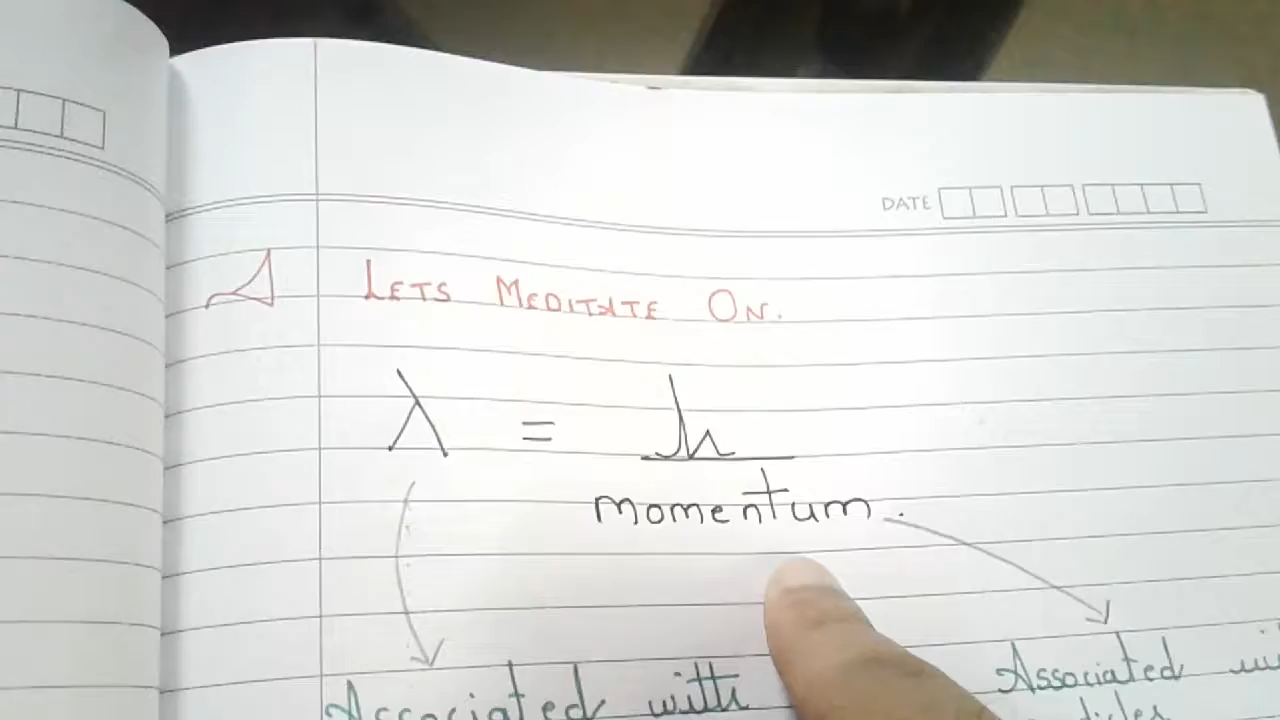 DATE
LETS MEDITATE ON.
λ = h
momentum.
Associated with
Associated